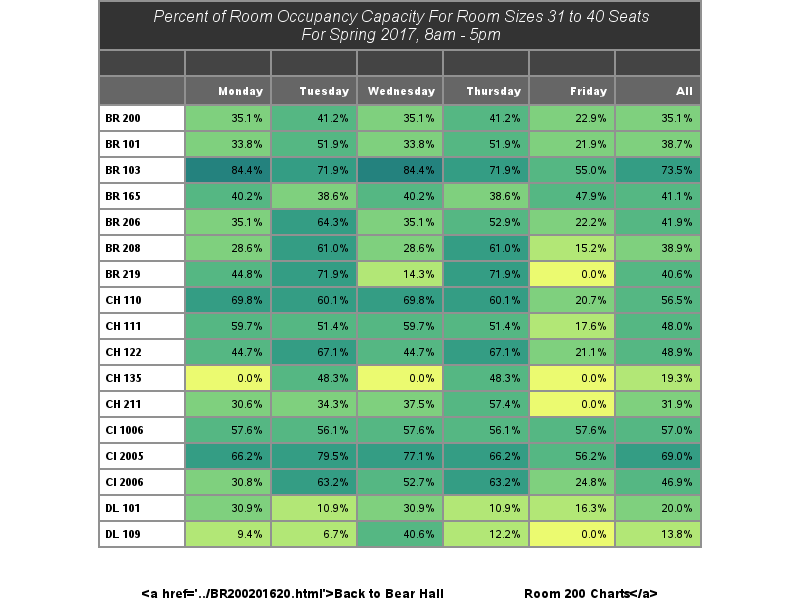 Percent of Room Occupancy Capacity For Room Sizes 31 to 40 Seats
For Spring 2017, 8am - 5pm
Monday Tuesday Wednesday Thursday Friday All
BR 200 35.1% 41.2% 35.1% 41.2% 22.9% 35.1%
BR 101 33.8% 51.9% 33.8% 51.9% 21.9% 38.7%
BR 103 84.4% 71.9% 84.4% 71.9% 55.0% 73.5%
BR 165 40.2% 38.6% 40.2% 38.6% 47.9% 41.1%
BR 206 35.1% 64.3% 35.1% 52.9% 22.2% 41.9%
BR 208 28.6% 61.0% 28.6% 61.0% 15.2% 38.9%
BR 219 44.8% 71.9% 14.3% 71.9% 0.0% 40.6%
CH 110 69.8% 60.1% 69.8% 60.1% 20.7% 56.5%
CH 111 59.7% 51.4% 59.7% 51.4% 17.6% 48.0%
CH 122 44.7% 67.1% 44.7% 67.1% 21.1% 48.9%
CH 135 0.0% 48.3% 0.0% 48.3% 0.0% 19.3%
CH 211 30.6% 34.3% 37.5% 57.4% 0.0% 31.9%
CI 1006 57.6% 56.1% 57.6% 56.1% 57.6% 57.0%
CI 2005 66.2% 79.5% 77.1% 66.2% 56.2% 69.0%
CI 2006 30.8% 63.2% 52.7% 63.2% 24.8% 46.9%
DL 101 30.9% 10.9% 30.9% 10.9% 16.3% 20.0%
DL 109 9.4% 6.7% 40.6% 12.2% 0.0% 13.8%
<a href='../BR200201620.html'>Back to Bear Hall Room 200 Charts</a>